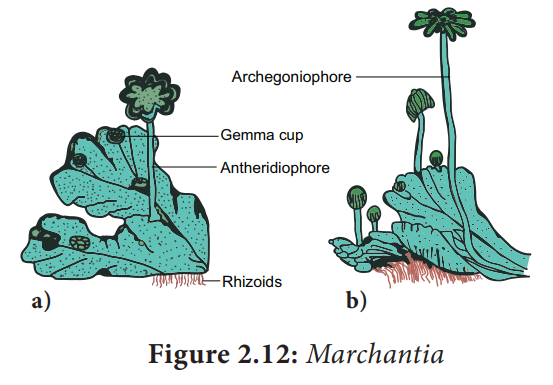 Archegoniophore
Gemma cup
Antheridiophore
Rhizoids
a)
b)
Figure 2.12: Marchantia